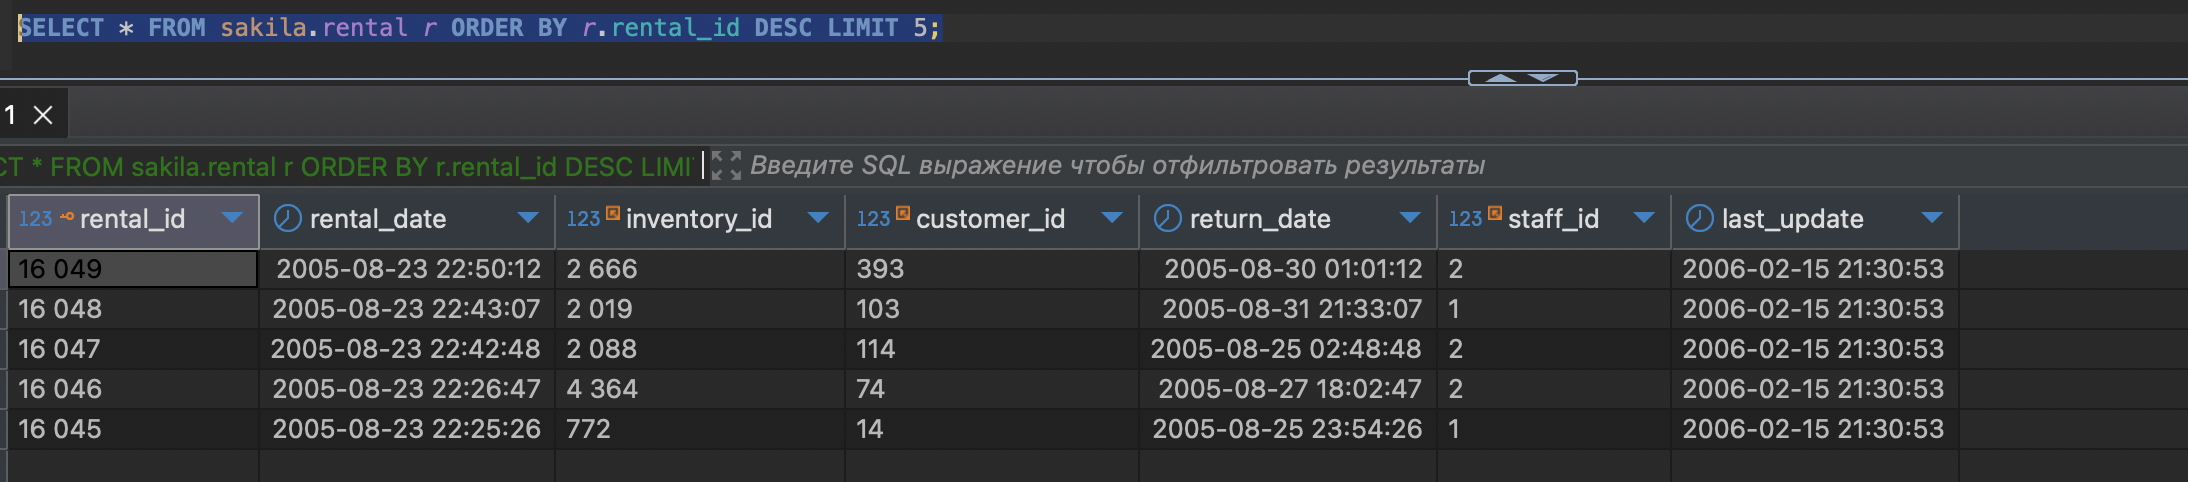 SELECT * FROM sakila.rental r ORDER BY r.rental_id DESC LIMIT 5;
1
CT * FROM sakila.rental r ORDER BY r.rental_id DESC LIMI Введите SQL выражение чтобы отфильтровать результаты
123 rental_id rental_date 123 inventory_id 123 customer_id return_date 123 staff_id last_update
16 049 2005-08-23 22:50:12 2 666 393 2005-08-30 01:01:12 2 2006-02-15 21:30:53
16 048 2005-08-23 22:43:07 2 019 103 2005-08-31 21:33:07 1 2006-02-15 21:30:53
16 047 2005-08-23 22:42:48 2 088 114 2005-08-25 02:48:48 2 2006-02-15 21:30:53
16 046 2005-08-23 22:26:47 4 364 74 2005-08-27 18:02:47 2 2006-02-15 21:30:53
16 045 2005-08-23 22:25:26 772 14 2005-08-25 23:54:26 1 2006-02-15 21:30:53